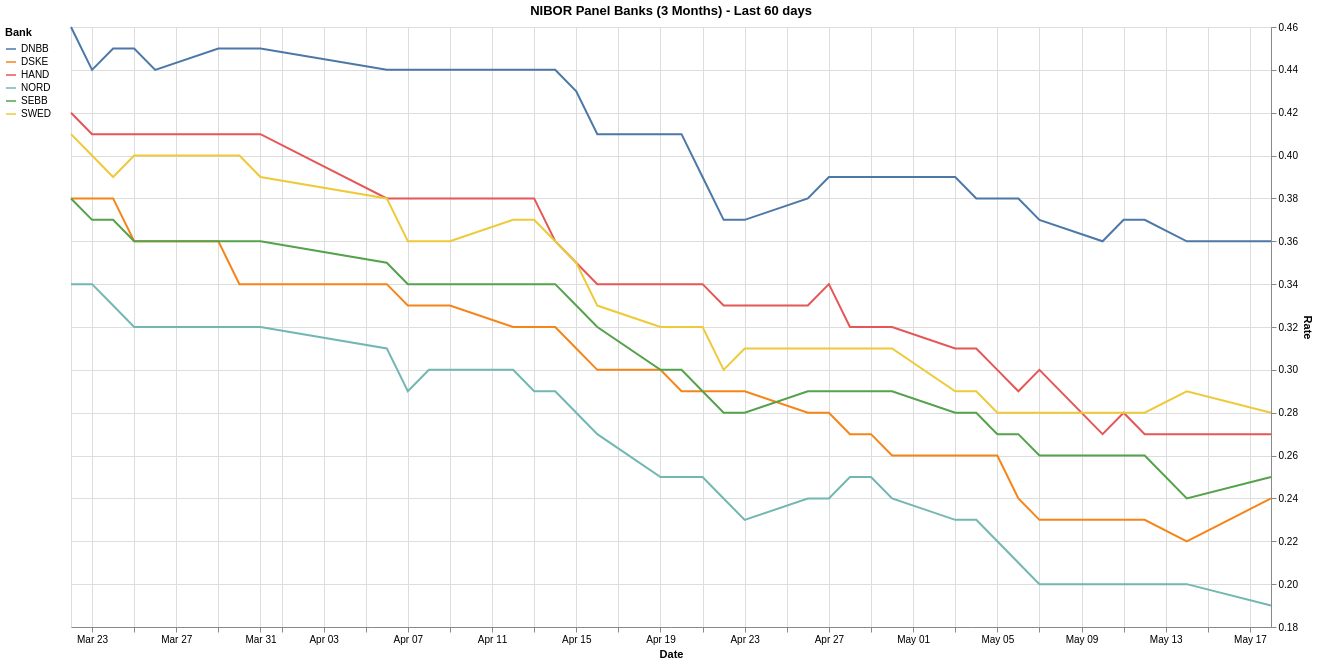 NIBOR Panel Banks (3 Months) - Last 60 days
Bank
DNBB
DSKE
HAND
NORD
SEBB
SWED
0.46
0.44
0.42
0.40
0.38
0.36
0.34
0.32
0.30
0.28
0.26
0.24
0.22
0.20
0.18
Rate
Mar 23 Mar 27 Mar 31 Apr 03 Apr 07 Apr 11 Apr 15 Apr 19 Apr 23 Apr 27 May 01 May 05 May 09 May 13 May 17
Date